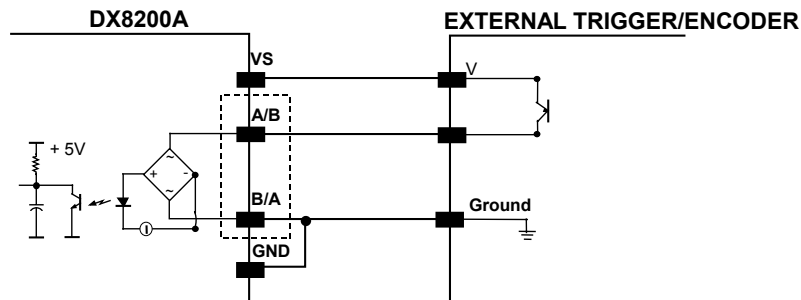 DX8200A
EXTERNAL TRIGGER/ENCODER
VS
V
A/B
+ 5V
~
+
-
~
B/A
Ground
I
GND